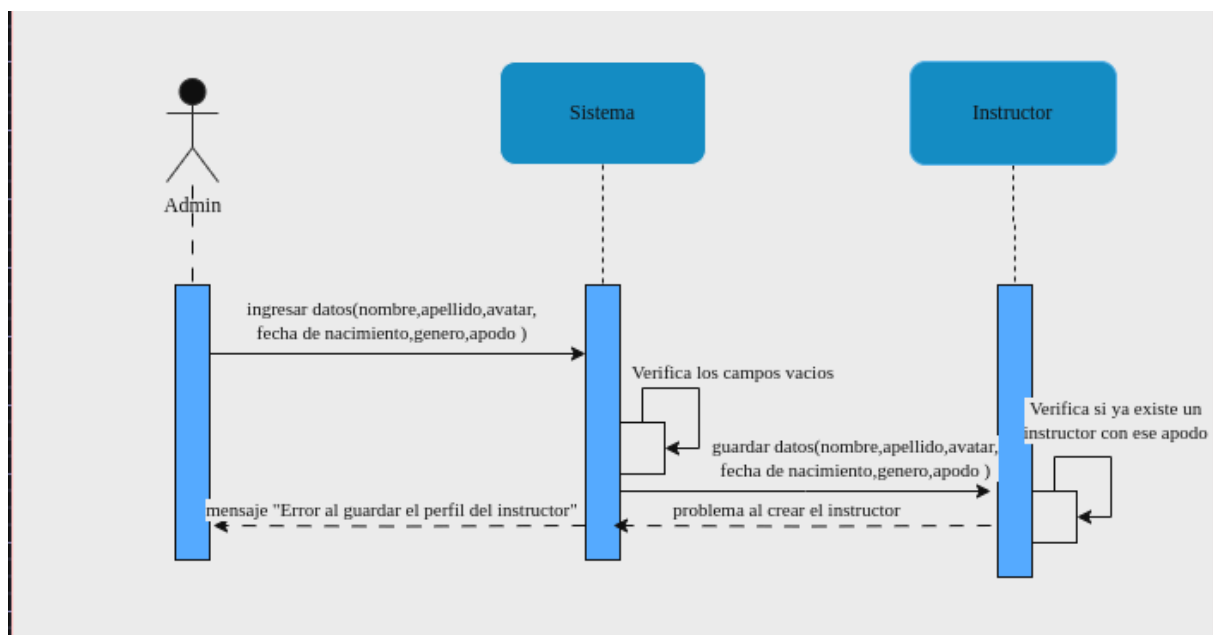 Sistema
Instructor
Admin
ingresar datos(nombre,apellido,avatar,
fecha de nacimiento,genero,apodo )
Verifica los campos vacios
Verifica si ya existe un
instructor con ese apodo
guardar datos(nombre,apellido,avatar,
fecha de nacimiento,genero,apodo )
mensaje "Error al guardar el perfil del instructor"
problema al crear el instructor